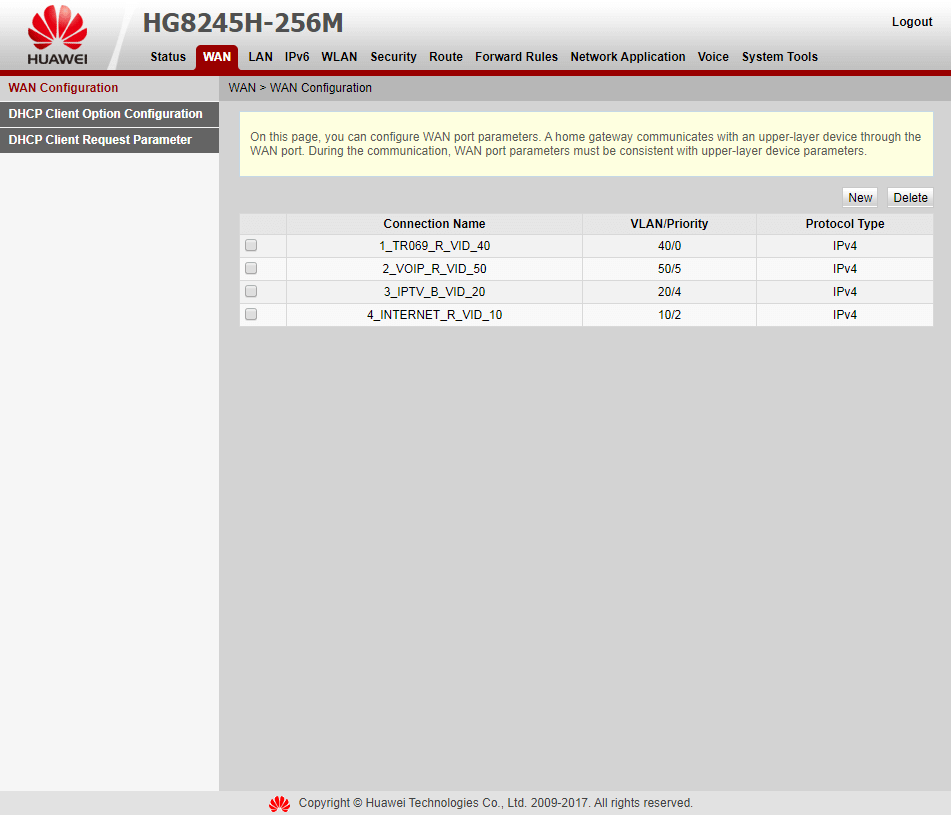 HUAWEI
HG8245H-256M
Logout
Status WAN LAN IPv6 WLAN Security Route Forward Rules Network Application Voice System Tools
WAN Configuration
DHCP Client Option Configuration
DHCP Client Request Parameter
WAN > WAN Configuration
On this page, you can configure WAN port parameters. A home gateway communicates with an upper-layer device through the
WAN port. During the communication, WAN port parameters must be consistent with upper-layer device parameters.
New Delete
Connection Name VLAN/Priority Protocol Type
1_TR069_R_VID_40 40/0 IPv4
2_VOIP_R_VID_50 50/5 IPv4
3_IPTV_B_VID_20 20/4 IPv4
4_INTERNET_R_VID_10 10/2 IPv4
Copyright © Huawei Technologies Co., Ltd. 2009-2017. All rights reserved.